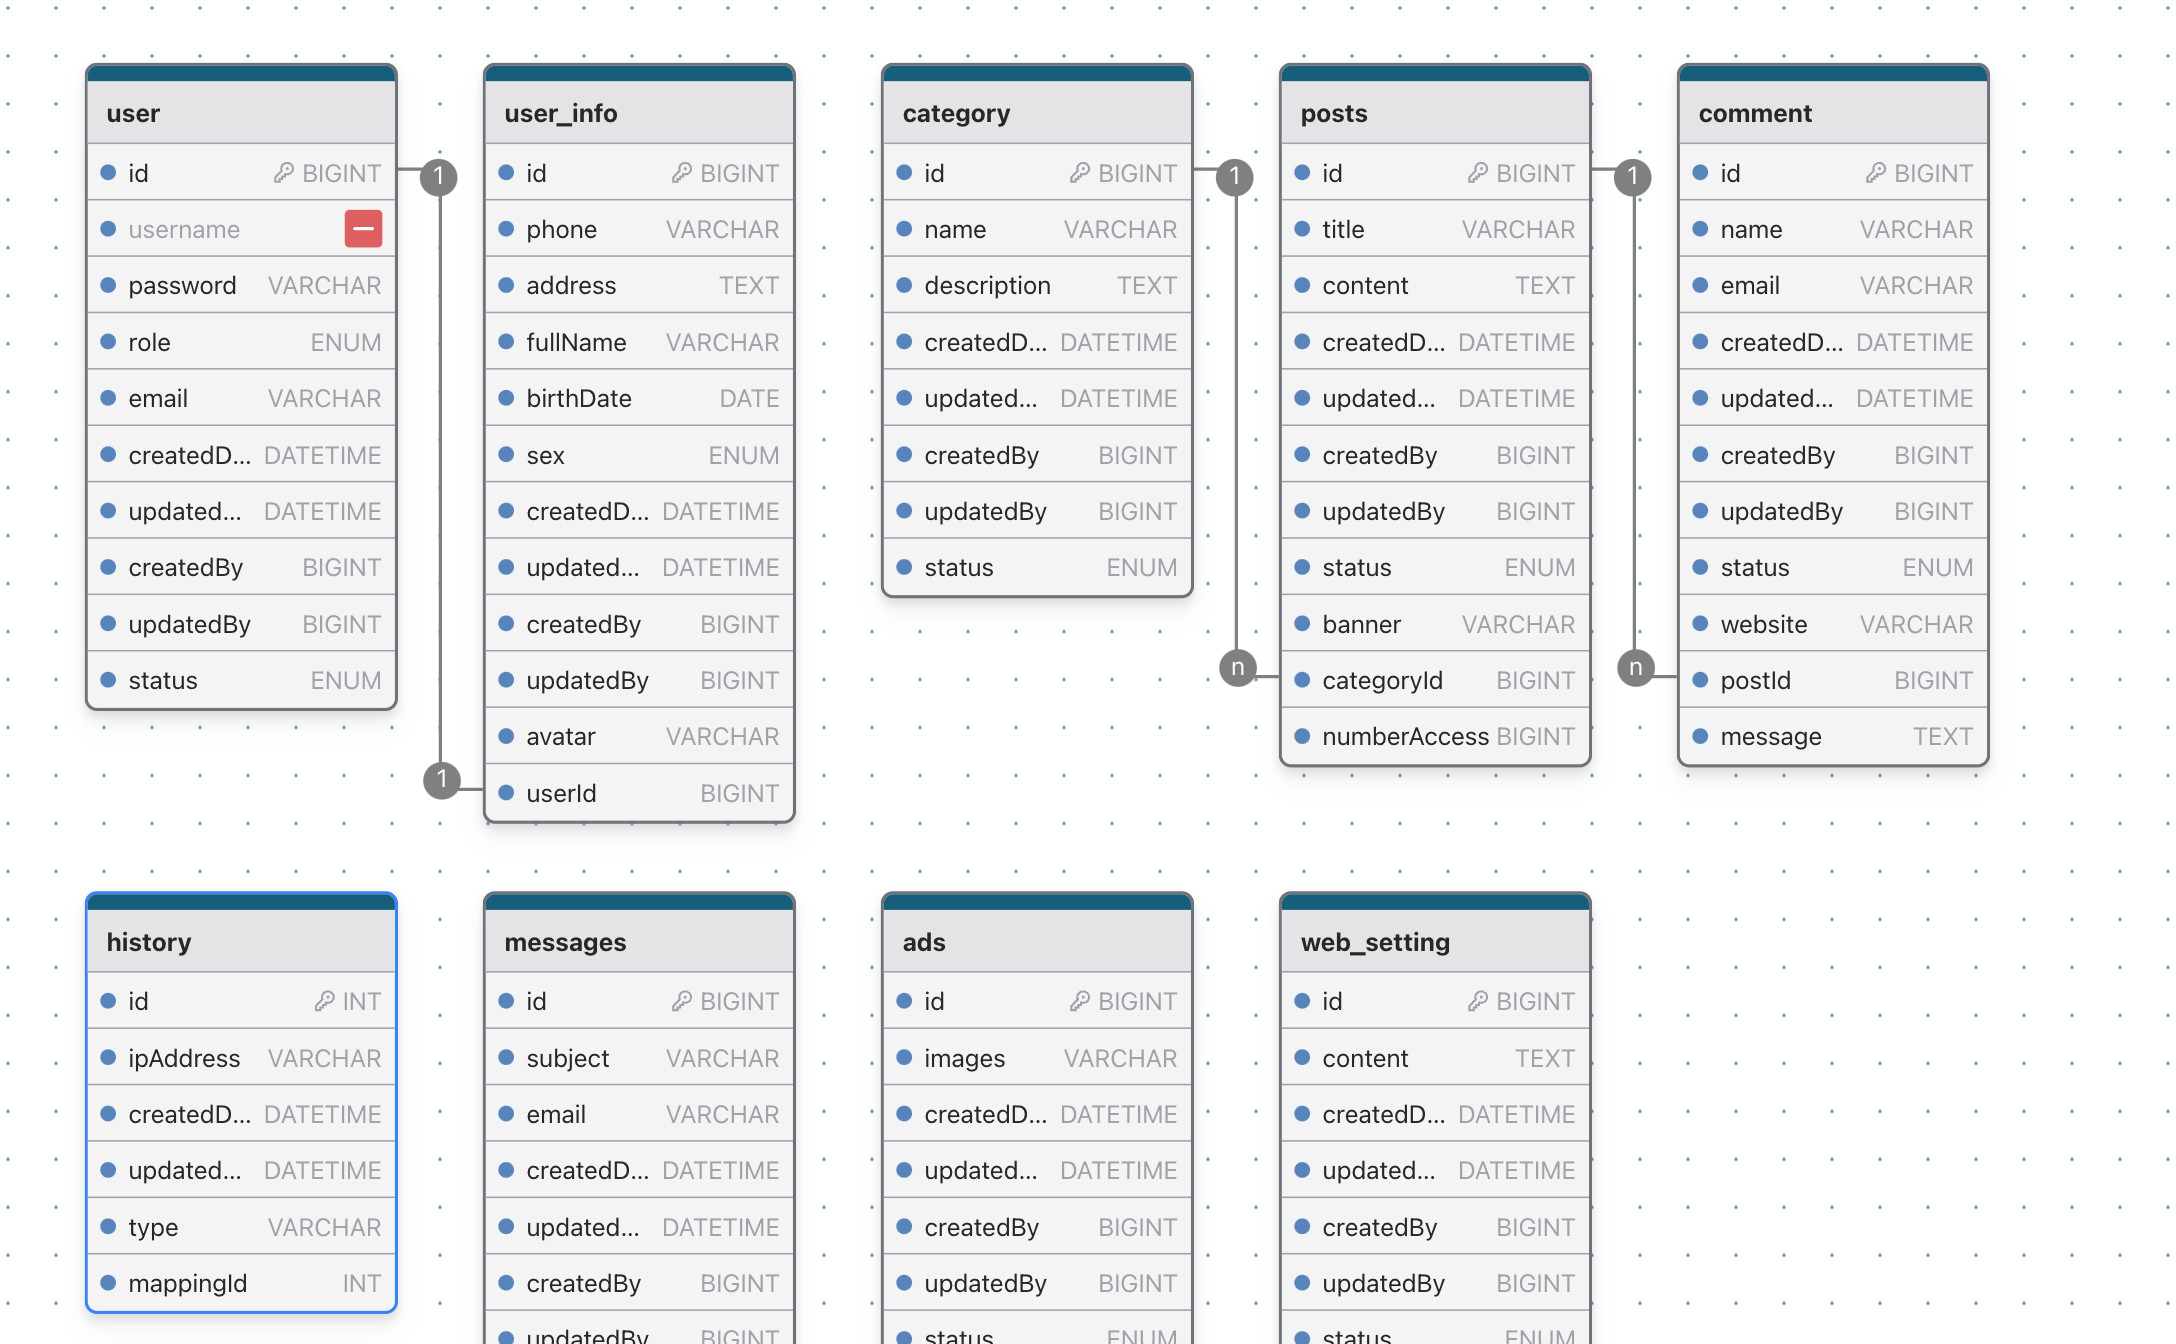 user
id BIGINT
username
password VARCHAR
role ENUM
email VARCHAR
createdD... DATETIME
updated... DATETIME
createdBy BIGINT
updatedBy BIGINT
status ENUM
1
1
user_info
id BIGINT
phone VARCHAR
address TEXT
fullName VARCHAR
birthDate DATE
sex ENUM
createdD... DATETIME
updated... DATETIME
createdBy BIGINT
updatedBy BIGINT
avatar VARCHAR
userId BIGINT
category
id BIGINT
name VARCHAR
description TEXT
createdD... DATETIME
updated... DATETIME
createdBy BIGINT
updatedBy BIGINT
status ENUM
1
n
posts
id BIGINT
title VARCHAR
content TEXT
createdD... DATETIME
updated... DATETIME
createdBy BIGINT
updatedBy BIGINT
status ENUM
banner VARCHAR
categoryId BIGINT
numberAccess BIGINT
1
n
comment
id BIGINT
name VARCHAR
email VARCHAR
createdD... DATETIME
updated... DATETIME
createdBy BIGINT
updatedBy BIGINT
status ENUM
website VARCHAR
postId BIGINT
message TEXT
history
id INT
ipAddress VARCHAR
createdD... DATETIME
updated... DATETIME
type VARCHAR
mappingId INT
messages
id BIGINT
subject VARCHAR
email VARCHAR
createdD... DATETIME
updated... DATETIME
createdBy BIGINT
updatedBy BIGINT
ads
id BIGINT
images VARCHAR
createdD... DATETIME
updated... DATETIME
createdBy BIGINT
updatedBy BIGINT
status ENUM
web_setting
id BIGINT
content TEXT
createdD... DATETIME
updated... DATETIME
createdBy BIGINT
updatedBy BIGINT
status ENUM